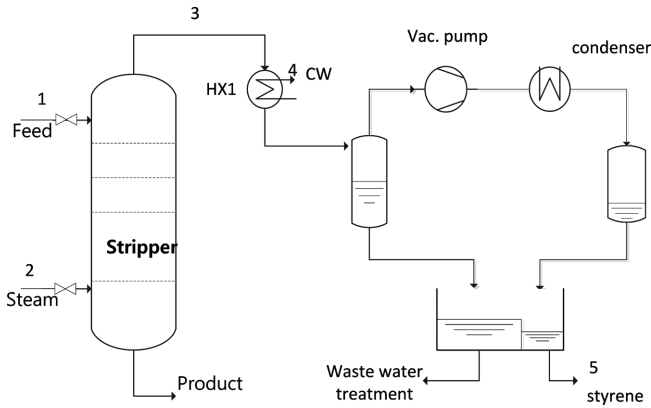 3
Vac. pump
condenser
4 CW
HX1
1
Feed
Stripper
2
Steam
Product
Waste water
treatment
5
styrene